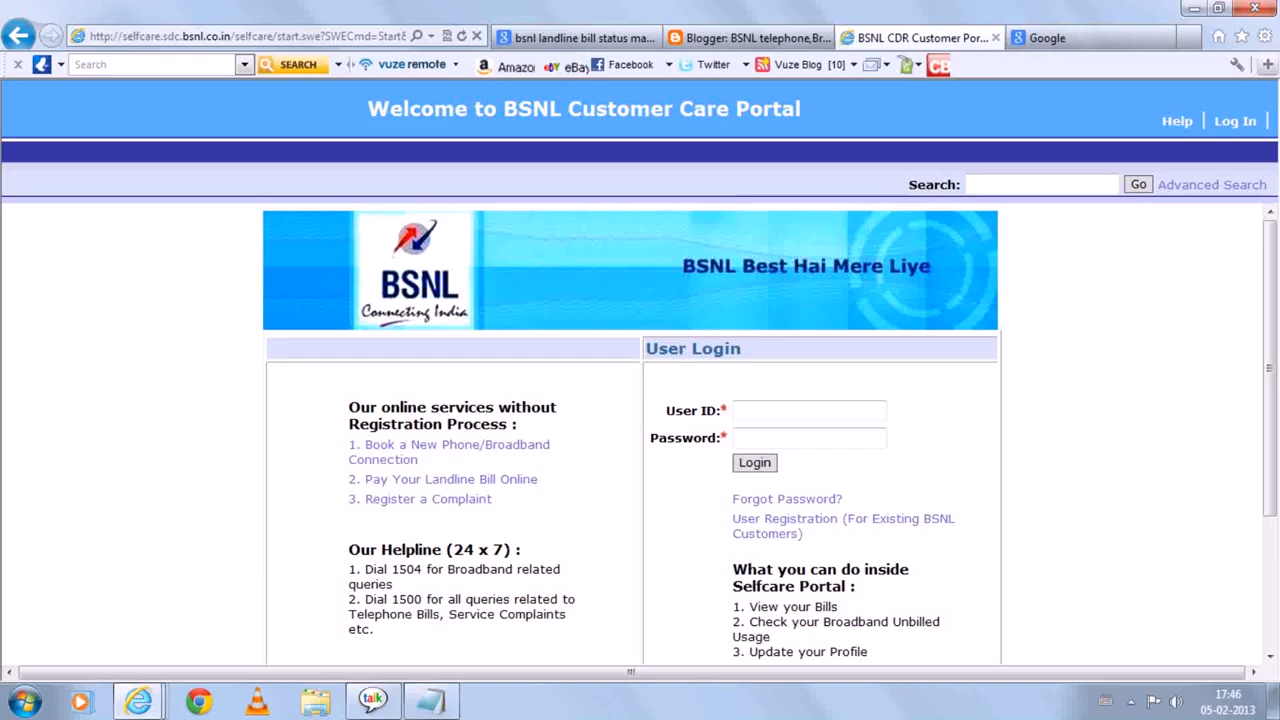 http://selfcare.sdc.bsnl.co.in/selfcare/start.swe?SWECmd=Start&
bsnl landline bill status ma...
Blogger: BSNL telephone,Br...
BSNL CDR Customer Por...
Google
Search
SEARCH
vuze remote
Amazo
eBay
Facebook
Twitter
Vuze Blog [10]
CB
Welcome to BSNL Customer Care Portal
Help
Log In
Search:
Go
Advanced Search
BSNL
Connecting India
BSNL Best Hai Mere Liye
User Login
Our online services without
Registration Process :
1. Book a New Phone/Broadband
Connection
2. Pay Your Landline Bill Online
3. Register a Complaint
Our Helpline (24 x 7) :
1. Dial 1504 for Broadband related
queries
2. Dial 1500 for all queries related to
Telephone Bills, Service Complaints
etc.
User ID:*
Password:*
Login
Forgot Password?
User Registration (For Existing BSNL
Customers)
What you can do inside
Selfcare Portal :
1. View your Bills
2. Check your Broadband Unbilled
Usage
3. Update your Profile
talk
17:46
05-02-2013